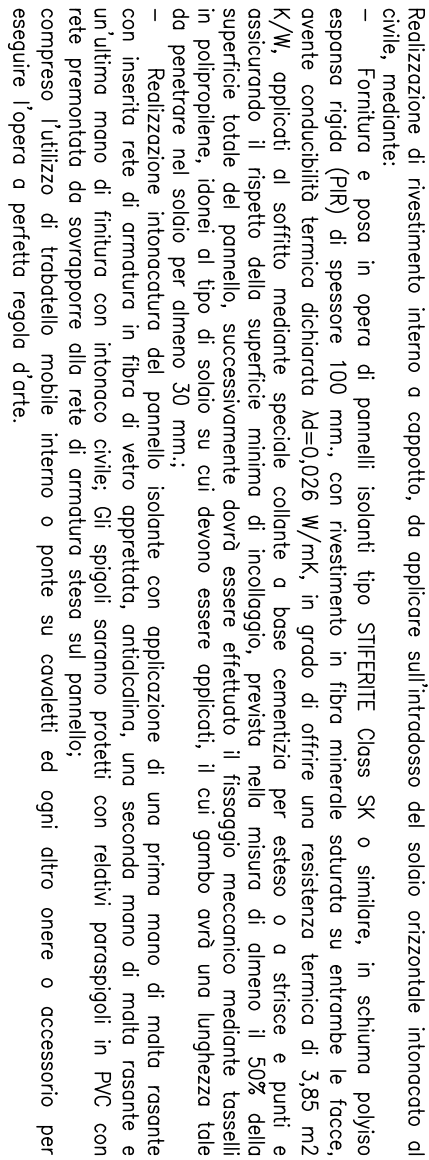 Realizzazione di rivestimento interno a cappotto, da applicare sull'intradosso del solaio orizzontale intonacato al
civile, mediante:
– Fornitura e posa in opera di pannelli isolanti tipo STIFERITE Class SK o similare, in schiuma polyiso
espansa rigida (PIR) di spessore 100 mm., con rivestimento in fibra minerale saturata su entrambe le facce,
avente conducibilità termica dichiarata λd=0,026 W/mK, in grado di offrire una resistenza termica di 3,85 m2
K/W, applicati al soffitto mediante speciale collante a base cementizia per esteso o a strisce e punti e
assicurando il rispetto della superficie minima di incollaggio, prevista nella misura di almeno il 50% della
superficie totale del pannello, successivamente dovrà essere effettuato il fissaggio meccanico mediante tasselli
in polipropilene, idonei al tipo di solaio su cui devono essere applicati, il cui gambo avrà una lunghezza tale
da penetrare nel solaio per almeno 30 mm.;
– Realizzazione intonacatura del pannello isolante con applicazione di una prima mano di malta rasante
con inserita rete di armatura in fibra di vetro apprettata, antialcalina, una seconda mano di malta rasante e
un'ultima mano di finitura con intonaco civile; Gli spigoli saranno protetti con relativi paraspigoli in PVC con
rete premontata da sovrapporre alla rete di armatura stesa sul pannello;
compreso l'utilizzo di trabatello mobile interno o ponte su cavaletti ed ogni altro onere o accessorio per
eseguire l'opera a perfetta regola d'arte.